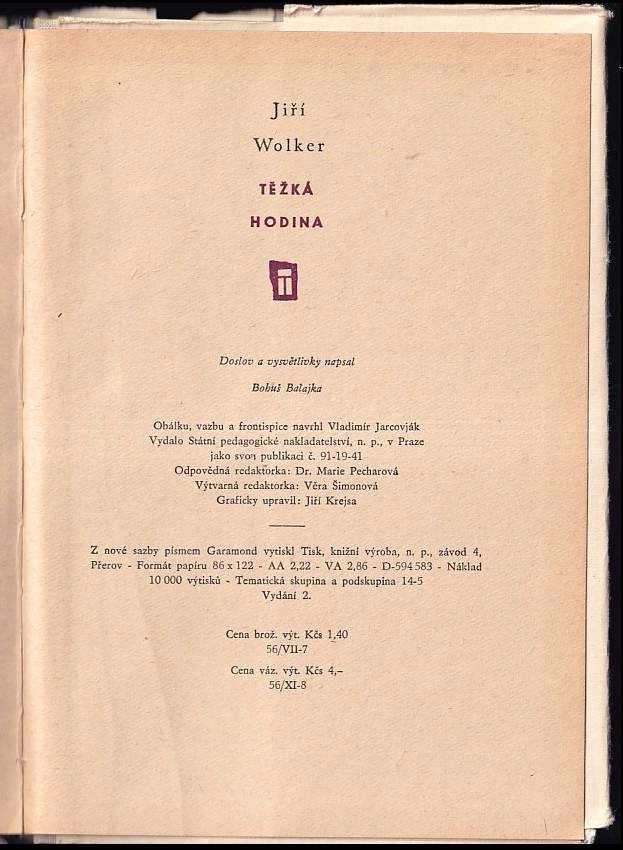 Jiří
Wolker
TĚŽKÁ
HODINA
Doslov a vysvětlivky napsal
Bohuš Balajka
Obálku, vazbu a frontispice navrhl Vladimír Jarcovják
Vydalo Státní pedagogické nakladatelství, n. p., v Praze
jako svou publikaci č. 91-19-41
Odpovědná redaktorka: Dr. Marie Pecharová
Výtvarná redaktorka: Věra Šimonová
Graficky upravil: Jiří Krejsa
Z nové sazby písmem Garamond vytiskl Tisk, knižní výroba, n. p., závod 4,
Přerov - Formát papíru 86 x 122 - AA 2,22 - VA 2,86 - D-594583 - Náklad
10 000 výtisků - Tematická skupina a podskupina 14-5
Vydání 2.
Cena brož. výt. Kčs 1,40
56/VII-7
Cena váz. výt. Kčs 4,–
56/XI-8